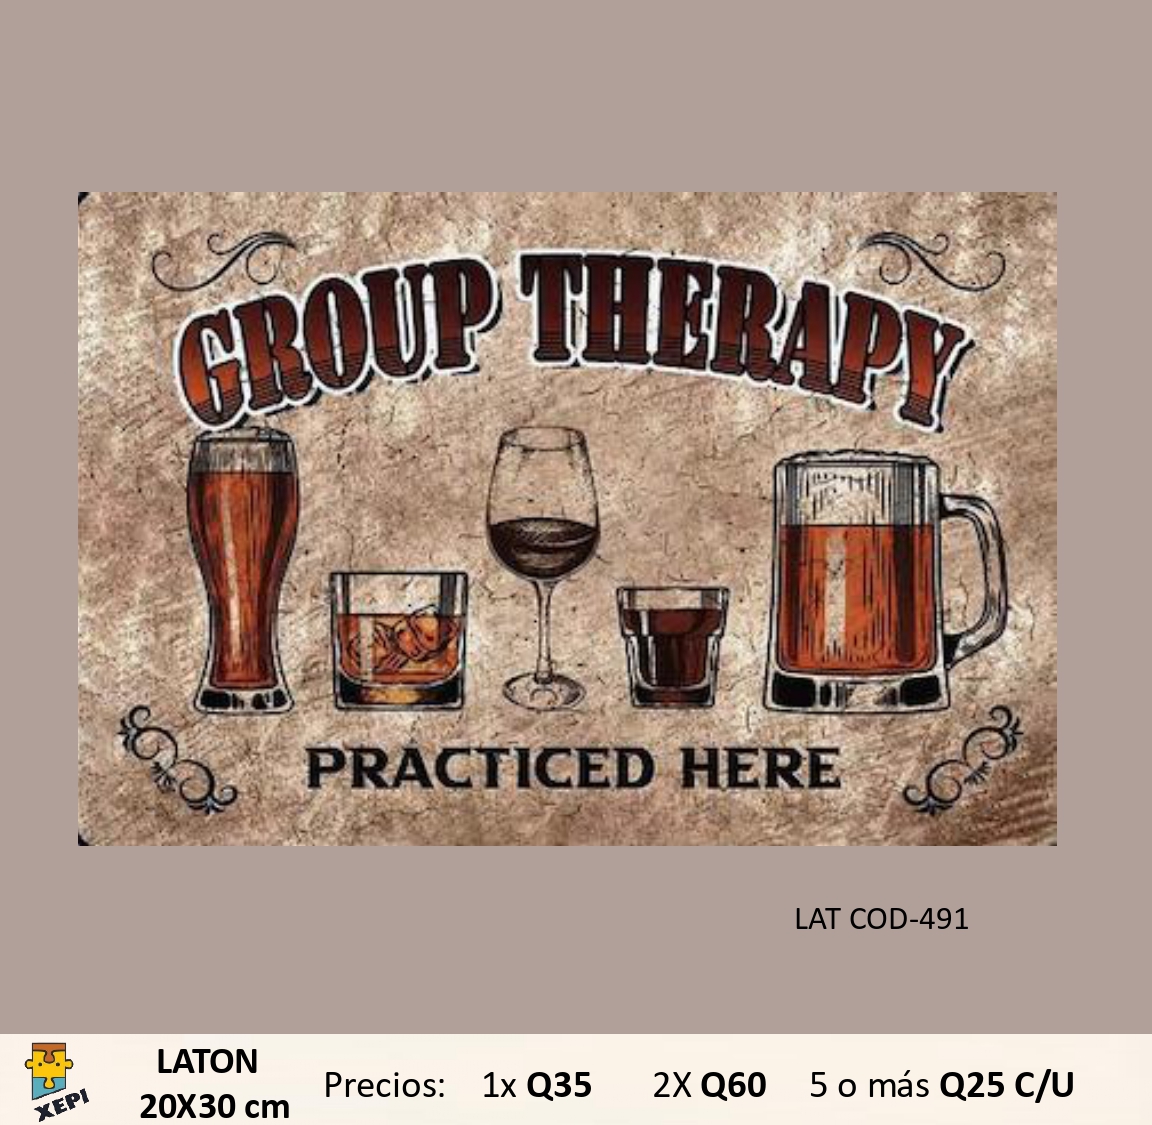 GROUP THERAPY
PRACTICED HERE
LAT COD-491
XEPI
LATON
20X30 cm
Precios: 1x Q35 2X Q60 5 o más Q25 C/U